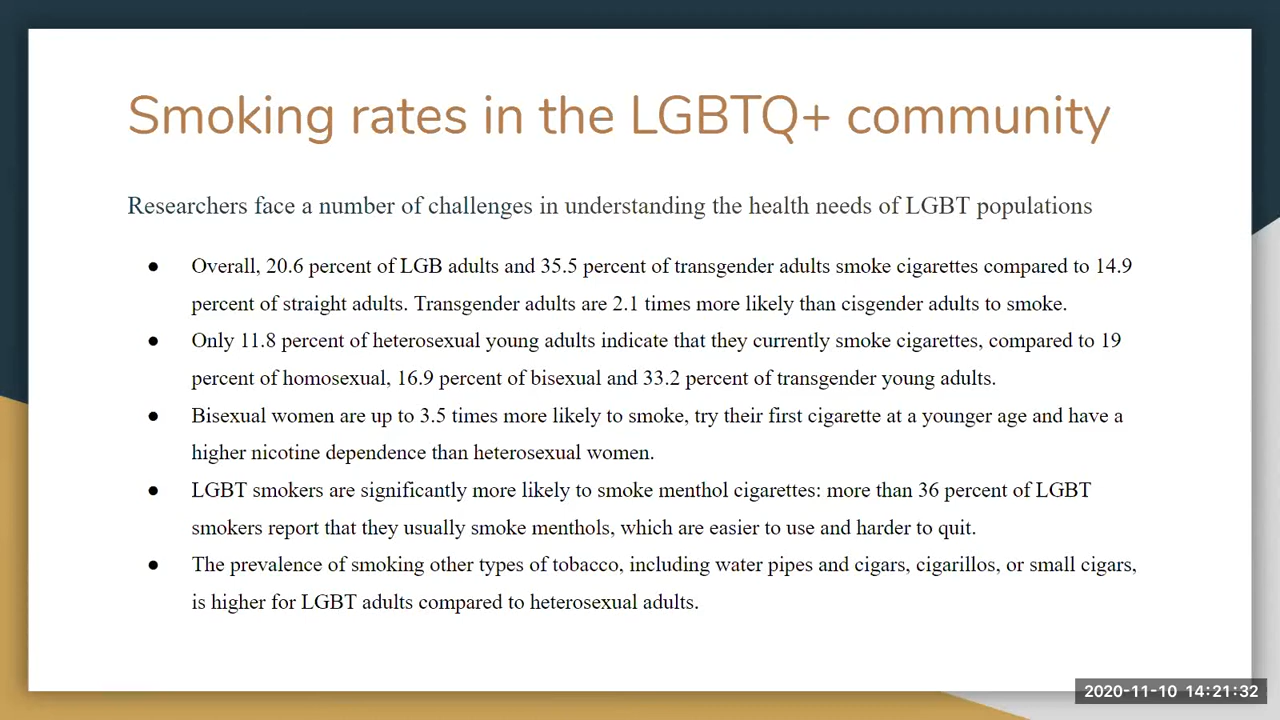 Smoking rates in the LGBTQ+ community
Researchers face a number of challenges in understanding the health needs of LGBT populations
● Overall, 20.6 percent of LGB adults and 35.5 percent of transgender adults smoke cigarettes compared to 14.9
percent of straight adults. Transgender adults are 2.1 times more likely than cisgender adults to smoke.
● Only 11.8 percent of heterosexual young adults indicate that they currently smoke cigarettes, compared to 19
percent of homosexual, 16.9 percent of bisexual and 33.2 percent of transgender young adults.
● Bisexual women are up to 3.5 times more likely to smoke, try their first cigarette at a younger age and have a
higher nicotine dependence than heterosexual women.
● LGBT smokers are significantly more likely to smoke menthol cigarettes: more than 36 percent of LGBT
smokers report that they usually smoke menthols, which are easier to use and harder to quit.
● The prevalence of smoking other types of tobacco, including water pipes and cigars, cigarillos, or small cigars,
is higher for LGBT adults compared to heterosexual adults.
2020-11-10 14:21:32